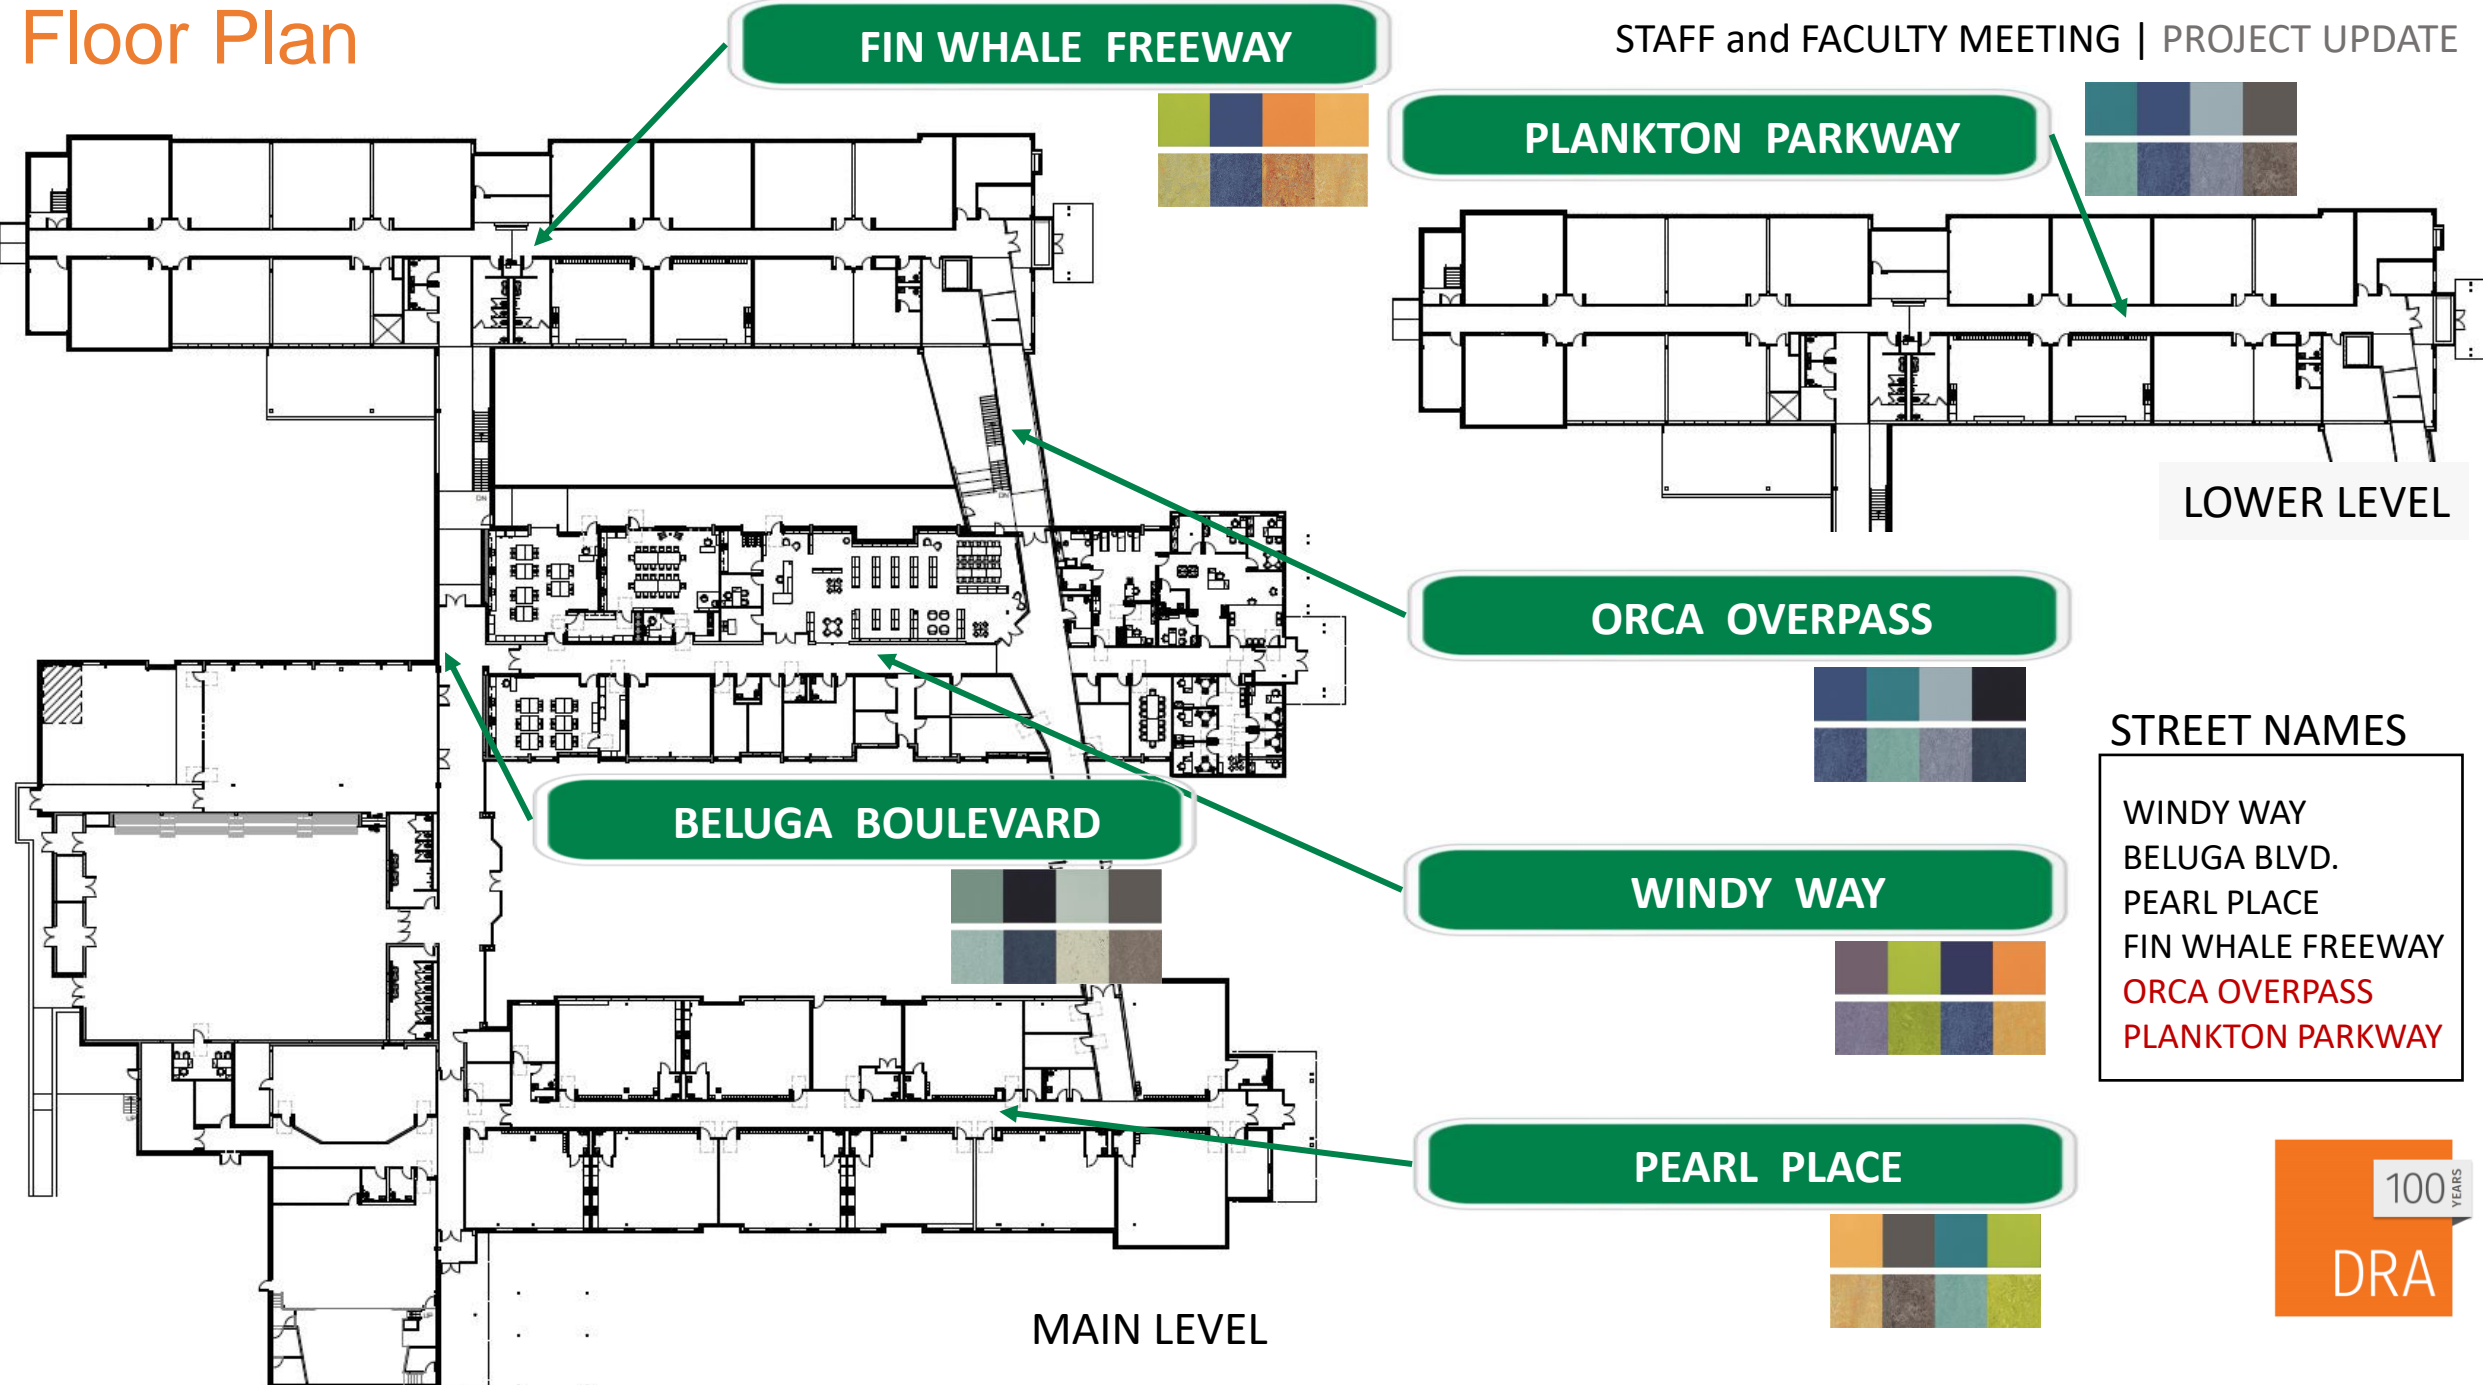 Floor Plan
FIN WHALE FREEWAY
STAFF and FACULTY MEETING | PROJECT UPDATE
PLANKTON PARKWAY
LOWER LEVEL
DN
DN
ORCA OVERPASS
STREET NAMES
WINDY WAY
BELUGA BLVD.
PEARL PLACE
FIN WHALE FREEWAY
ORCA OVERPASS
PLANKTON PARKWAY
BELUGA BOULEVARD
WINDY WAY
PEARL PLACE
MAIN LEVEL
100 YEARS
DRA